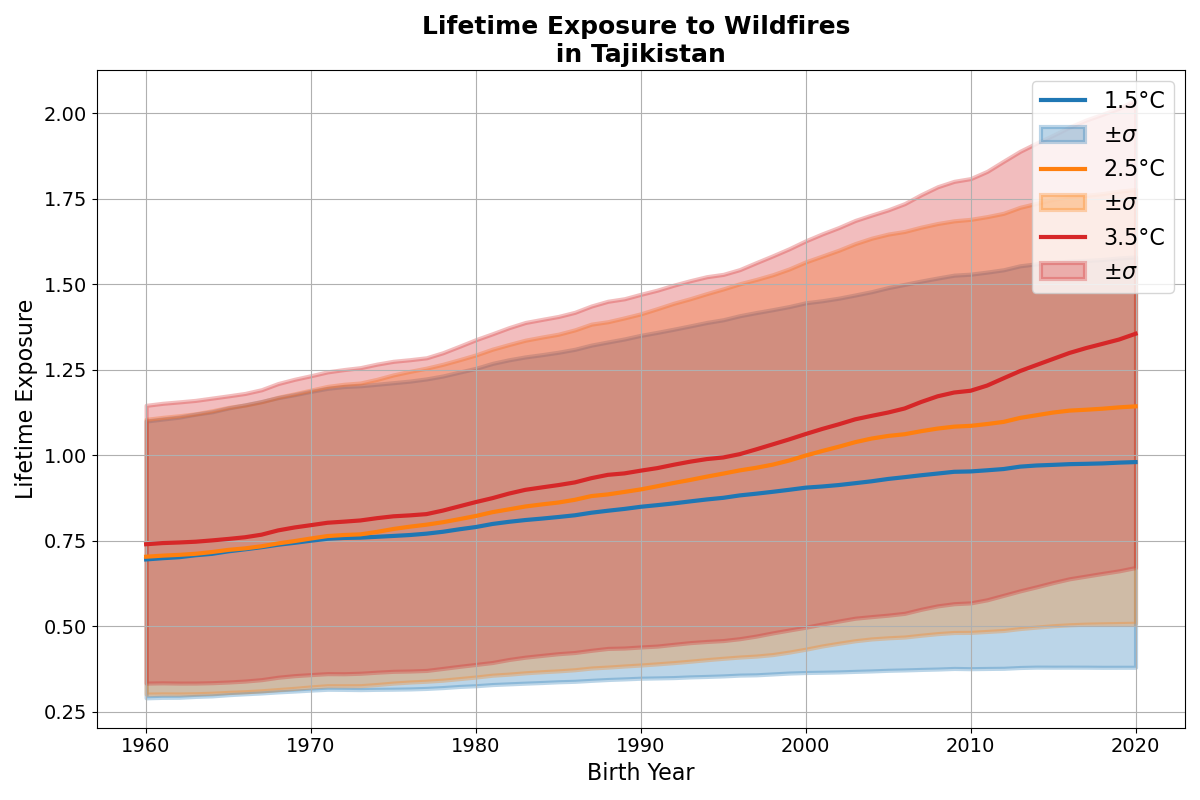 Lifetime Exposure to Wildfires
in Tajikistan
Lifetime Exposure
2.00
1.75
1.50
1.25
1.00
0.75
0.50
0.25
1960
1970
1980
1990
2000
2010
2020
Birth Year
1.5°C
±σ
2.5°C
±σ
3.5°C
±σ